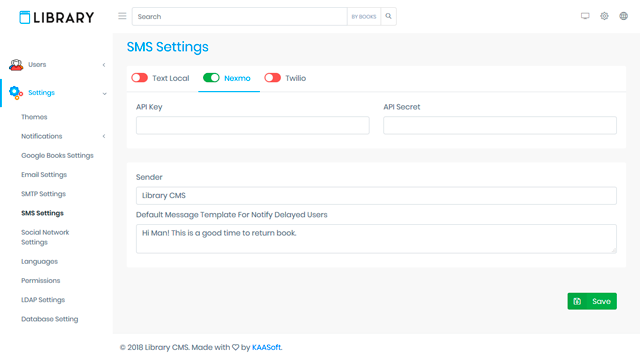 LIBRARY
Search
BY BOOKS
SMS Settings
Users
Settings
Themes
Notifications
Google Books Settings
Email Settings
SMTP Settings
SMS Settings
Social Network
Settings
Languages
Permissions
LDAP Settings
Database Setting
Text Local
Nexmo
Twilio
API Key
API Secret
Sender
Library CMS
Default Message Template For Notify Delayed Users
Hi Man! This is a good time to return book.
Save
© 2018 Library CMS. Made with ♡ by KAASoft.